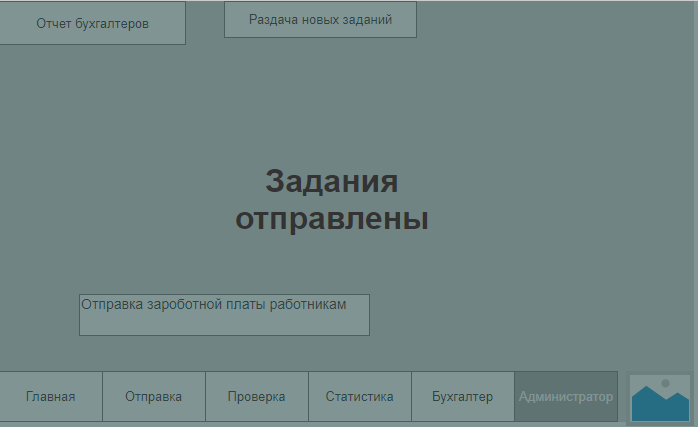 Отчет бухгалтеров
Раздача новых заданий
Задания
отправлены
Отправка зароботной платы работникам
Главная
Отправка
Проверка
Статистика
Бухгалтер
Администратор